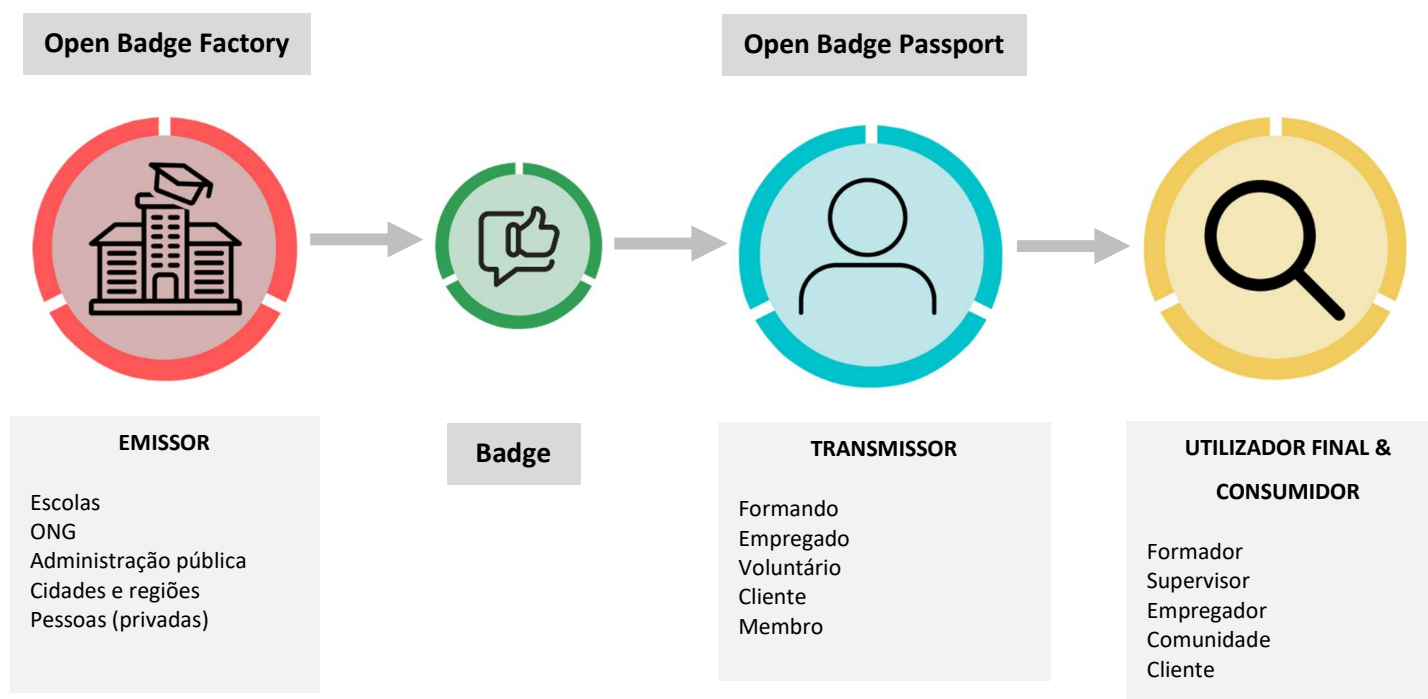 Open Badge Factory
Open Badge Passport
EMISSOR
Escolas
ONG
Administração pública
Cidades e regiões
Pessoas (privadas)
Badge
TRANSMISSOR
Formando
Empregado
Voluntário
Cliente
Membro
UTILIZADOR FINAL &
CONSUMIDOR
Formador
Supervisor
Empregador
Comunidade
Cliente